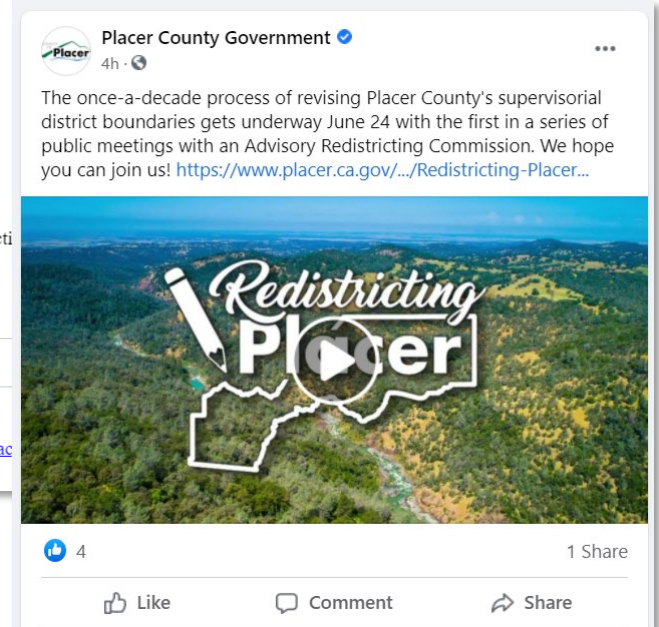 Placer
Placer County Government
4h ·
The once-a-decade process of revising Placer County's supervisorial
district boundaries gets underway June 24 with the first in a series of
public meetings with an Advisory Redistricting Commission. We hope
you can join us! https://www.placer.ca.gov/.../Redistricting-Placer...
Redistricting
Placer
4
1 Share
Like
Comment
Share